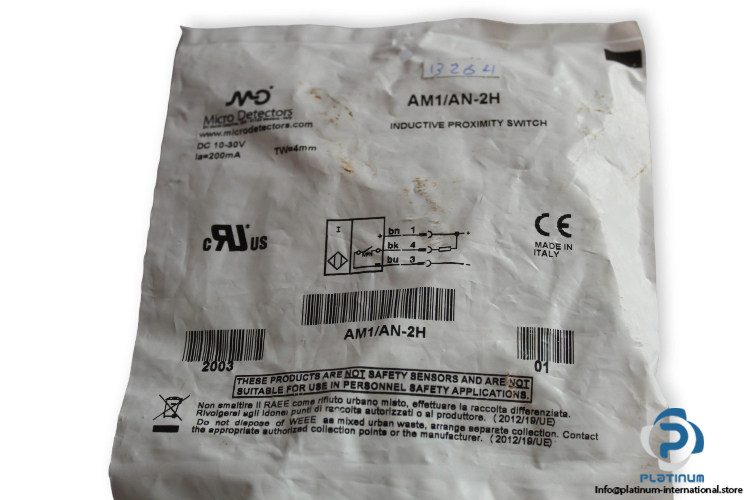 13264
MD
Micro Detectors
www.microdetectors.com
DC 10-30V
Ia=200mA
TW=4mm
AM1/AN-2H
INDUCTIVE PROXIMITY SWITCH
c RU US
I
+ bn 1 +
bk 4
NPN
- bu 3 -
CE
MADE IN
ITALY
AM1/AN-2H
2003
01
THESE PRODUCTS ARE NOT SAFETY SENSORS AND ARE NOT
SUITABLE FOR USE IN PERSONNEL SAFETY APPLICATIONS.
Non smaltire il RAEE come rifiuto urbano misto, effettuare la raccolta differenziata.
Rivolgersi agli idonei punti di raccolta autorizzati o al produttore. (2012/19/UE)
Do not dispose of WEEE as mixed urban waste, arrange separate collection. Contact
the appropriate authorized collection points or the manufacturer. (2012/19/UE)
PLATINUM
Info@platinum-international.store